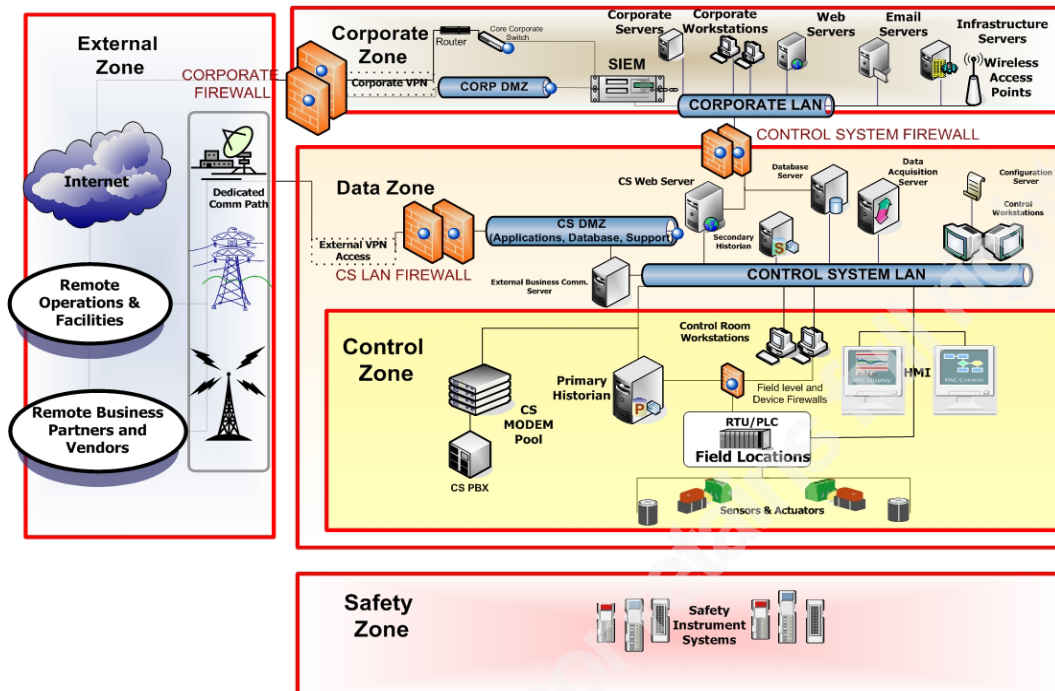 External
Zone
CORPORATE
FIREWALL
Internet
Dedicated
Comm Path
Remote
Operations &
Facilities
Remote Business
Partners and
Vendors
Corporate
Zone
Router
Core Corporate
Switch
Corporate VPN
CORP DMZ
SIEM
Corporate
Servers
Corporate
Workstations
Web
Servers
Email
Servers
Infrastructure
Servers
Wireless
Access
Points
CORPORATE LAN
CONTROL SYSTEM FIREWALL
Data Zone
External VPN
Access
CS LAN FIREWALL
CS DMZ
(Applications, Database, Support)
CS Web Server
Database
Server
Data
Acquisition
Server
Configuration
Server
Control
Workstations
Secondary
Historian
S
External Business Comm.
Server
CONTROL SYSTEM LAN
Control
Zone
CS
MODEM
Pool
CS PBX
Primary
Historian
P
Control Room
Workstations
Field level and
Device Firewalls
PAC Display
HMI
PAC Control
RTU/PLC
Field Locations
Sensors & Actuators
Safety
Zone
Safety
Instrument
Systems